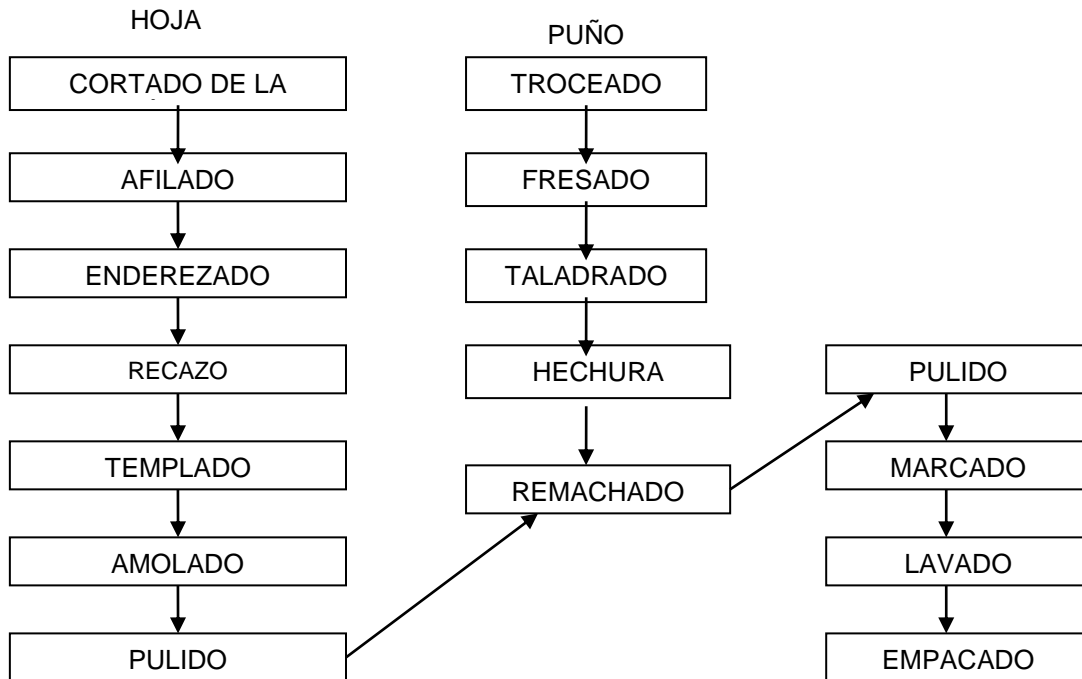 HOJA
CORTADO DE LA
AFILADO
ENDEREZADO
RECAZO
TEMPLADO
AMOLADO
PULIDO
PUÑO
TROCEADO
FRESADO
TALADRADO
HECHURA
REMACHADO
PULIDO
MARCADO
LAVADO
EMPACADO